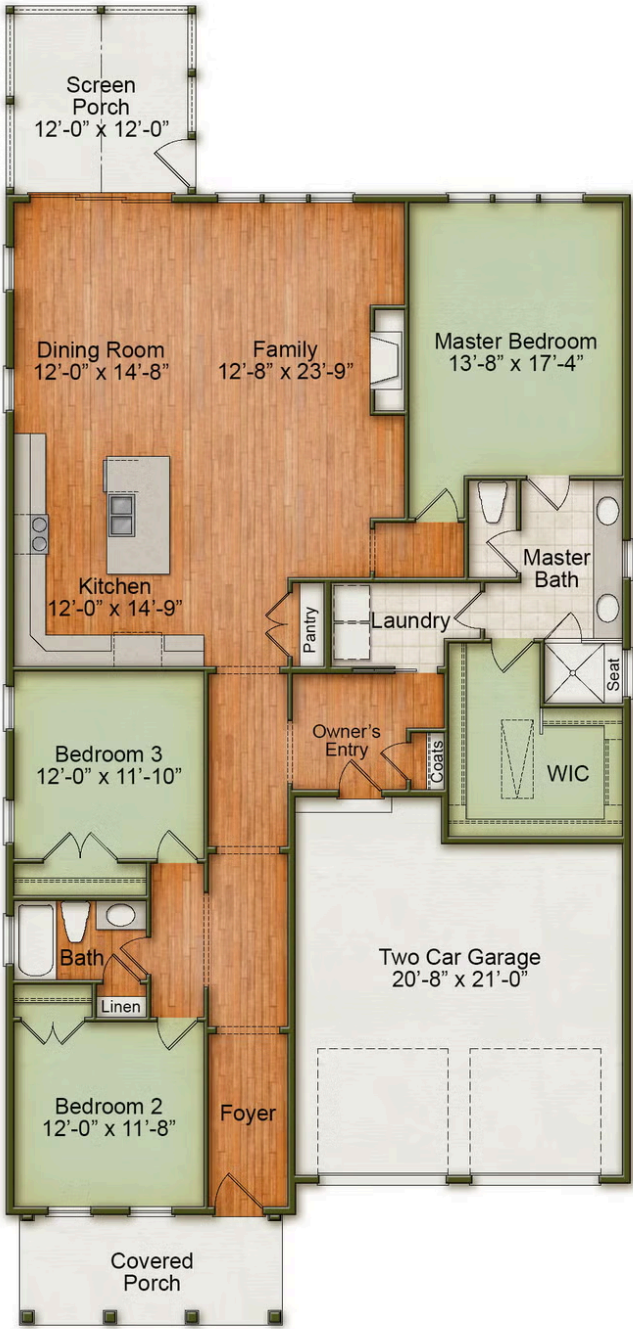 Screen
Porch
12'-0” x 12'-0”
Dining Room
12'-0” x 14'-8”
Family
12'-8” x 23'-9”
Master Bedroom
13'-8” x 17'-4”
Kitchen
12'-0” x 14'-9”
Master
Bath
Pantry
Laundry
Seat
Bedroom 3
12'-0” x 11'-10”
Owner's
Entry
Coats
WIC
Bath
Linen
Two Car Garage
20'-8” x 21'-0”
Bedroom 2
12'-0” x 11'-8”
Foyer
Covered
Porch